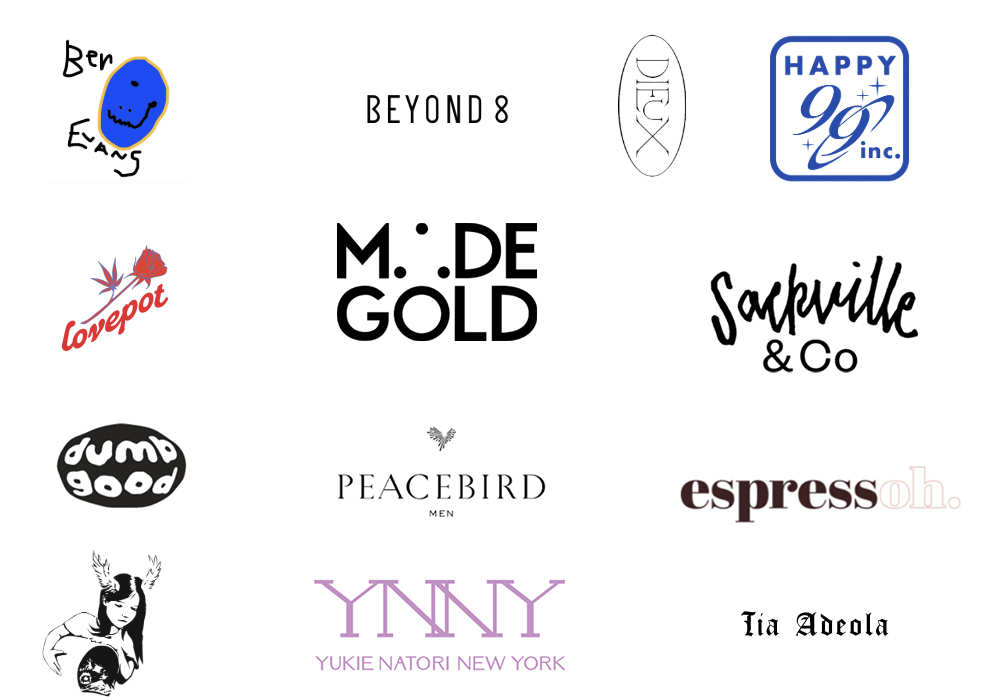 Ben
Evans
BEYOND 8
DIEUX
HAPPY
99
inc.
lovepot
M.·.DE
GOLD
Sackville
& Co
dumb
good
PEACEBIRD
MEN
espressoh.
YNNY
YUKIE NATORI NEW YORK
Tia Adeola